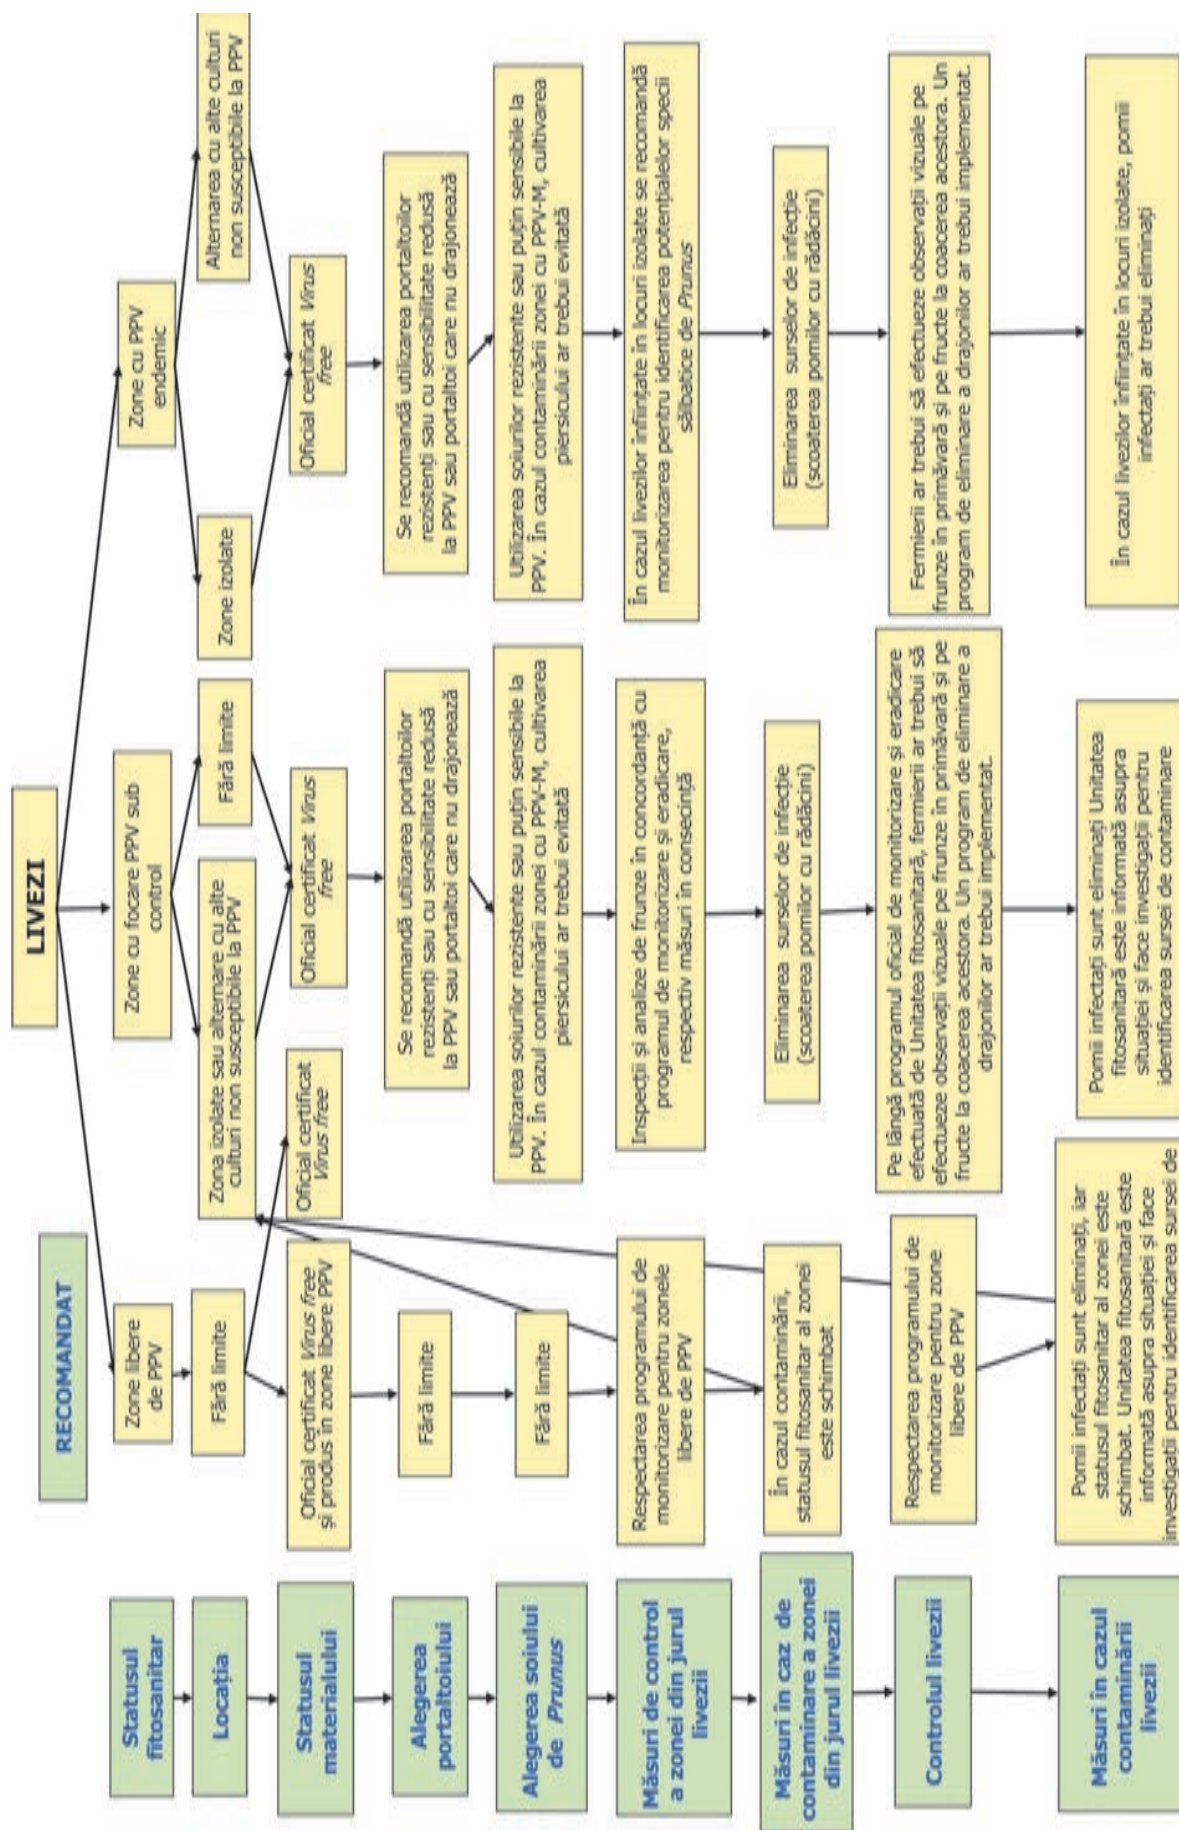 LIVEZI
RECOMANDAT
Statusul
fitosanitar
Zone libere
de PPV
Zone cu focare PPV sub
control
Zone cu PPV
endemic
Locația
Fără limite
Zona izolate sau alternare cu alte
culturi non susceptibile la PPV
Fără limite
Zone izolate
Alternarea cu alte culturi
non susceptibile la PPV
Statusul
materialului
Oficial certificat Virus free
și produs în zone libere PPV
Oficial certificat
Virus free
Oficial certificat Virus
free
Oficial certificat Virus
free
Alegerea
portaltoiului
Fără limite
Se recomandă utilizarea portaltoilor
rezistenți sau cu sensibilitate redusă
la PPV sau portaltoi care nu drajonează
Se recomandă utilizarea portaltoilor
rezistenți sau cu sensibilitate redusă
la PPV sau portaltoi care nu drajonează
Alegerea soiului
de Prunus
Fără limite
Utilizarea soiurilor rezistente sau puțin sensibile la
PPV. În cazul contaminării zonei cu PPV-M, cultivarea
piersicului ar trebui evitată
Utilizarea soiurilor rezistente sau puțin sensibile la
PPV. În cazul contaminării zonei cu PPV-M, cultivarea
piersicului ar trebui evitată
Măsuri de control
a zonei din jurul
livezii
Respectarea programului de
monitorizare pentru zonele
libere de PPV
Inspecții și analize de frunze în concordanță cu
programul de monitorizare și eradicare,
respectiv măsuri în consecință
În cazul livezilor înființate în locuri izolate se recomandă
monitorizarea pentru identificarea potențialelor specii
sălbatice de Prunus
Măsuri în caz de
contaminare a zonei
din jurul livezii
În cazul contaminării,
statusul fitosanitar al zonei
este schimbat
Eliminarea surselor de infecție
(scoaterea pomilor cu rădăcini)
Eliminarea surselor de infecție
(scoaterea pomilor cu rădăcini)
Controlul livezii
Respectarea programului de
monitorizare pentru zone
libere de PPV
Pe lângă programul oficial de monitorizare și eradicare
efectuată de Unitatea fitosanitară, fermierii ar trebui să
efectueze observații vizuale pe frunze în primăvară și pe
fructe la coacerea acestora. Un program de eliminare a
drajonilor ar trebui implementat.
Fermierii ar trebui să efectueze observații vizuale pe
frunze în primăvară și pe fructe la coacerea acestora. Un
program de eliminare a drajonilor ar trebui implementat.
Măsuri în cazul
contaminării
livezii
Pomii infectați sunt eliminați, iar
statusul fitosanitar al zonei este
schimbat. Unitatea fitosanitară este
informată asupra situației și face
investigații pentru identificarea sursei de
Pomii infectați sunt eliminați Unitatea
fitosanitară este informată asupra
situației și face investigații pentru
identificarea sursei de contaminare
În cazul livezilor înființate în locuri izolate, pomii
infectați ar trebui eliminați